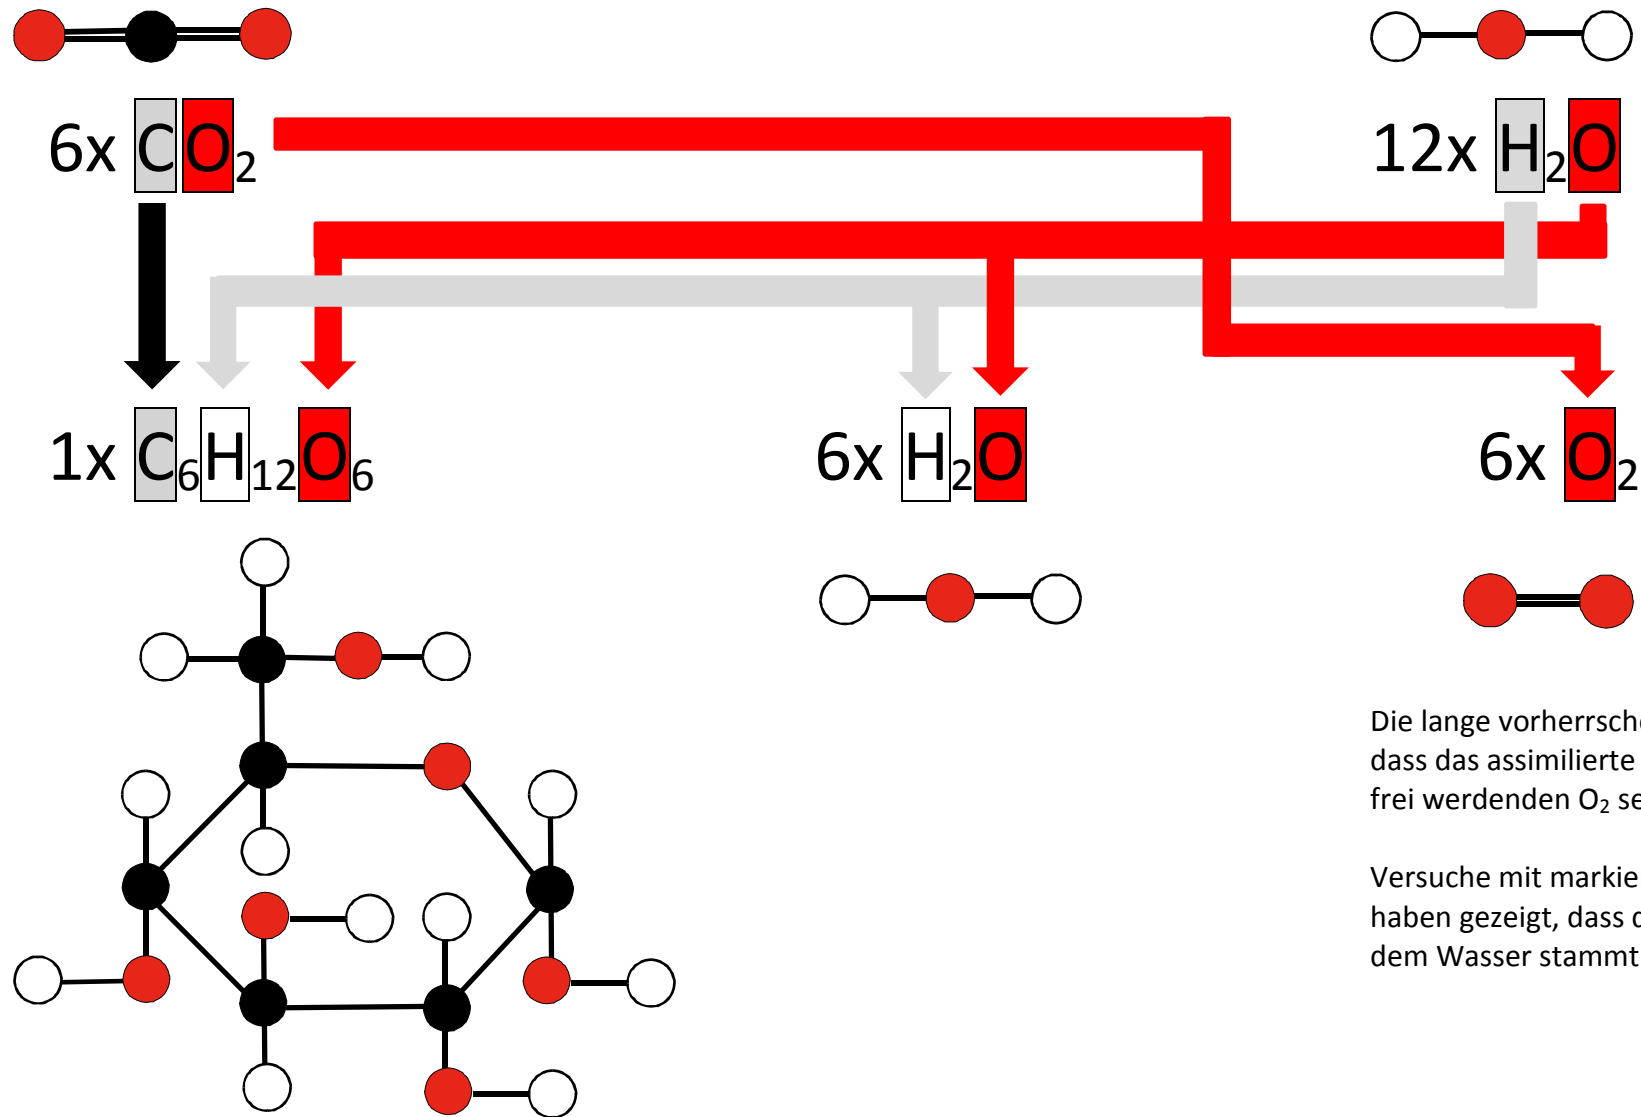 6x CO₂
12x H₂O
1x C₆H₁₂O₆
6x H₂O
6x O₂
Die lange vorherrsche
dass das assimilierte
frei werdenden O₂ se
Versuche mit markie
haben gezeigt, dass d
dem Wasser stammt